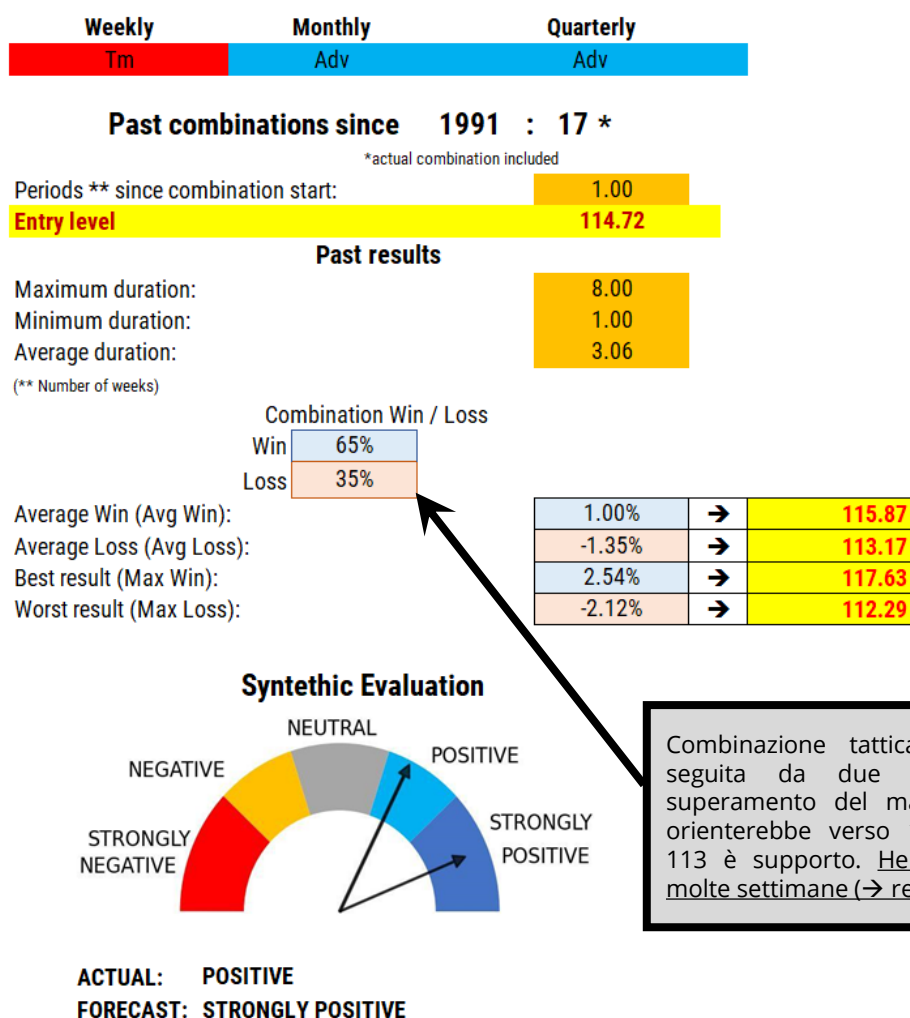 Weekly Monthly Quarterly
Tm Adv Adv
Past combinations since 1991 : 17 *
*actual combination included
Periods ** since combination start: 1.00
Entry level 114.72
Past results
Maximum duration: 8.00
Minimum duration: 1.00
Average duration: 3.06
(** Number of weeks)
Combination Win / Loss
Win 65%
Loss 35%
Average Win (Avg Win): 1.00% → 115.87
Average Loss (Avg Loss): -1.35% → 113.17
Best result (Max Win): 2.54% → 117.63
Worst result (Max Loss): -2.12% → 112.29
Syntethic Evaluation
NEUTRAL
NEGATIVE POSITIVE
STRONGLY NEGATIVE
STRONGLY POSITIVE
Combinazione tattica
seguita da due
superamento del
orienterebbe verso
113 è supporto.
molte settimane (→
ACTUAL: POSITIVE
FORECAST: STRONGLY POSITIVE